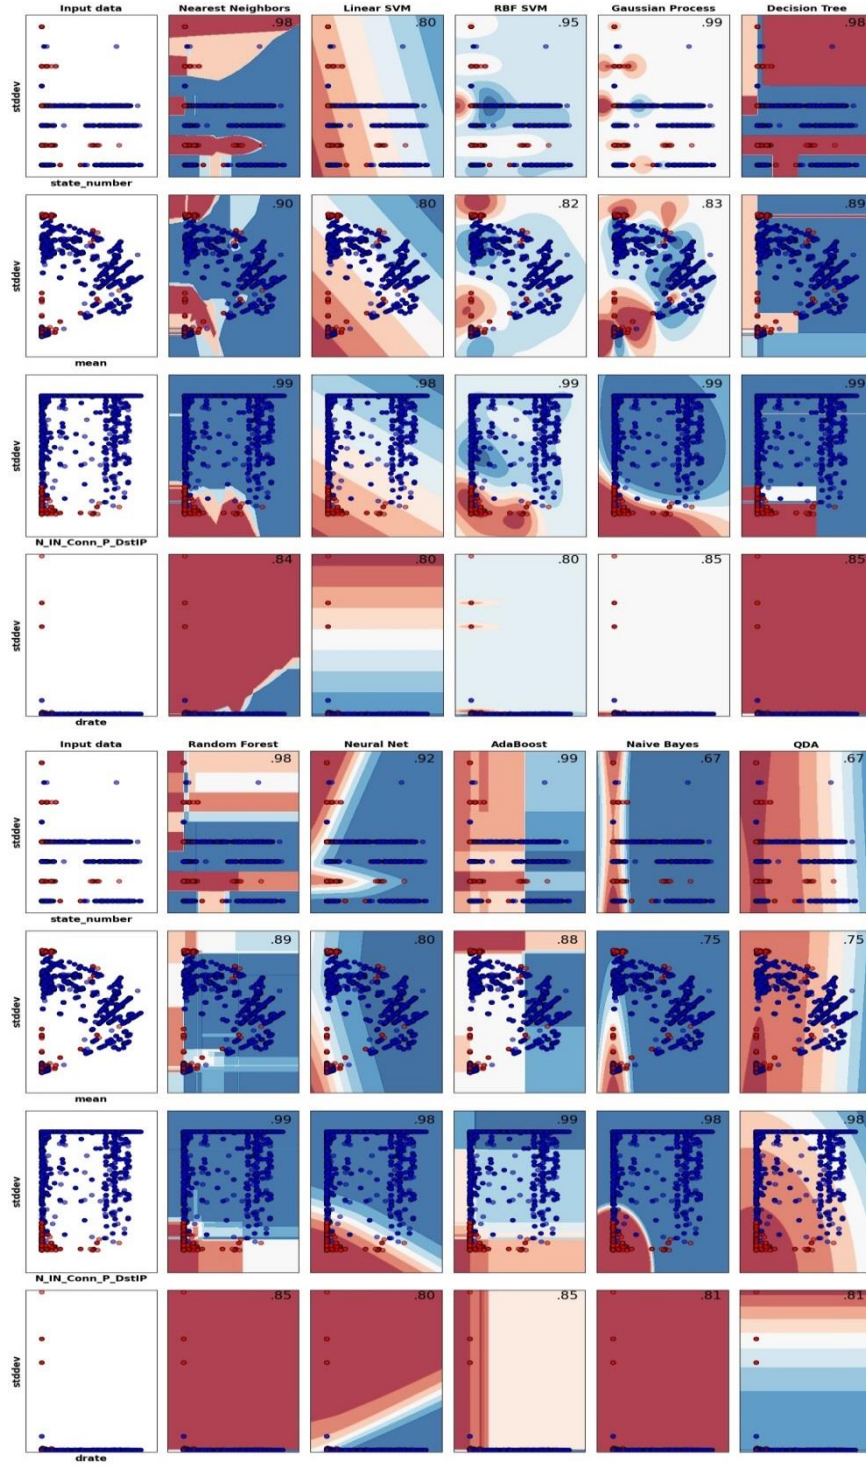 Input data Nearest Neighbors Linear SVM RBF SVM Gaussian Process Decision Tree
.98 .80 .95 .99 .98
stddev
state_number
.90 .80 .82 .83 .89
stddev
mean
.99 .98 .99 .99 .99
stddev
N_IN_Conn_P_DstIP
.84 .80 .80 .85 .85
stddev
drate
Input data Random Forest Neural Net AdaBoost Naive Bayes QDA
.98 .92 .99 .67 .67
stddev
state_number
.89 .80 .88 .75 .75
stddev
mean
.99 .98 .99 .98 .98
stddev
N_IN_Conn_P_DstIP
.85 .80 .85 .81 .81
stddev
drate